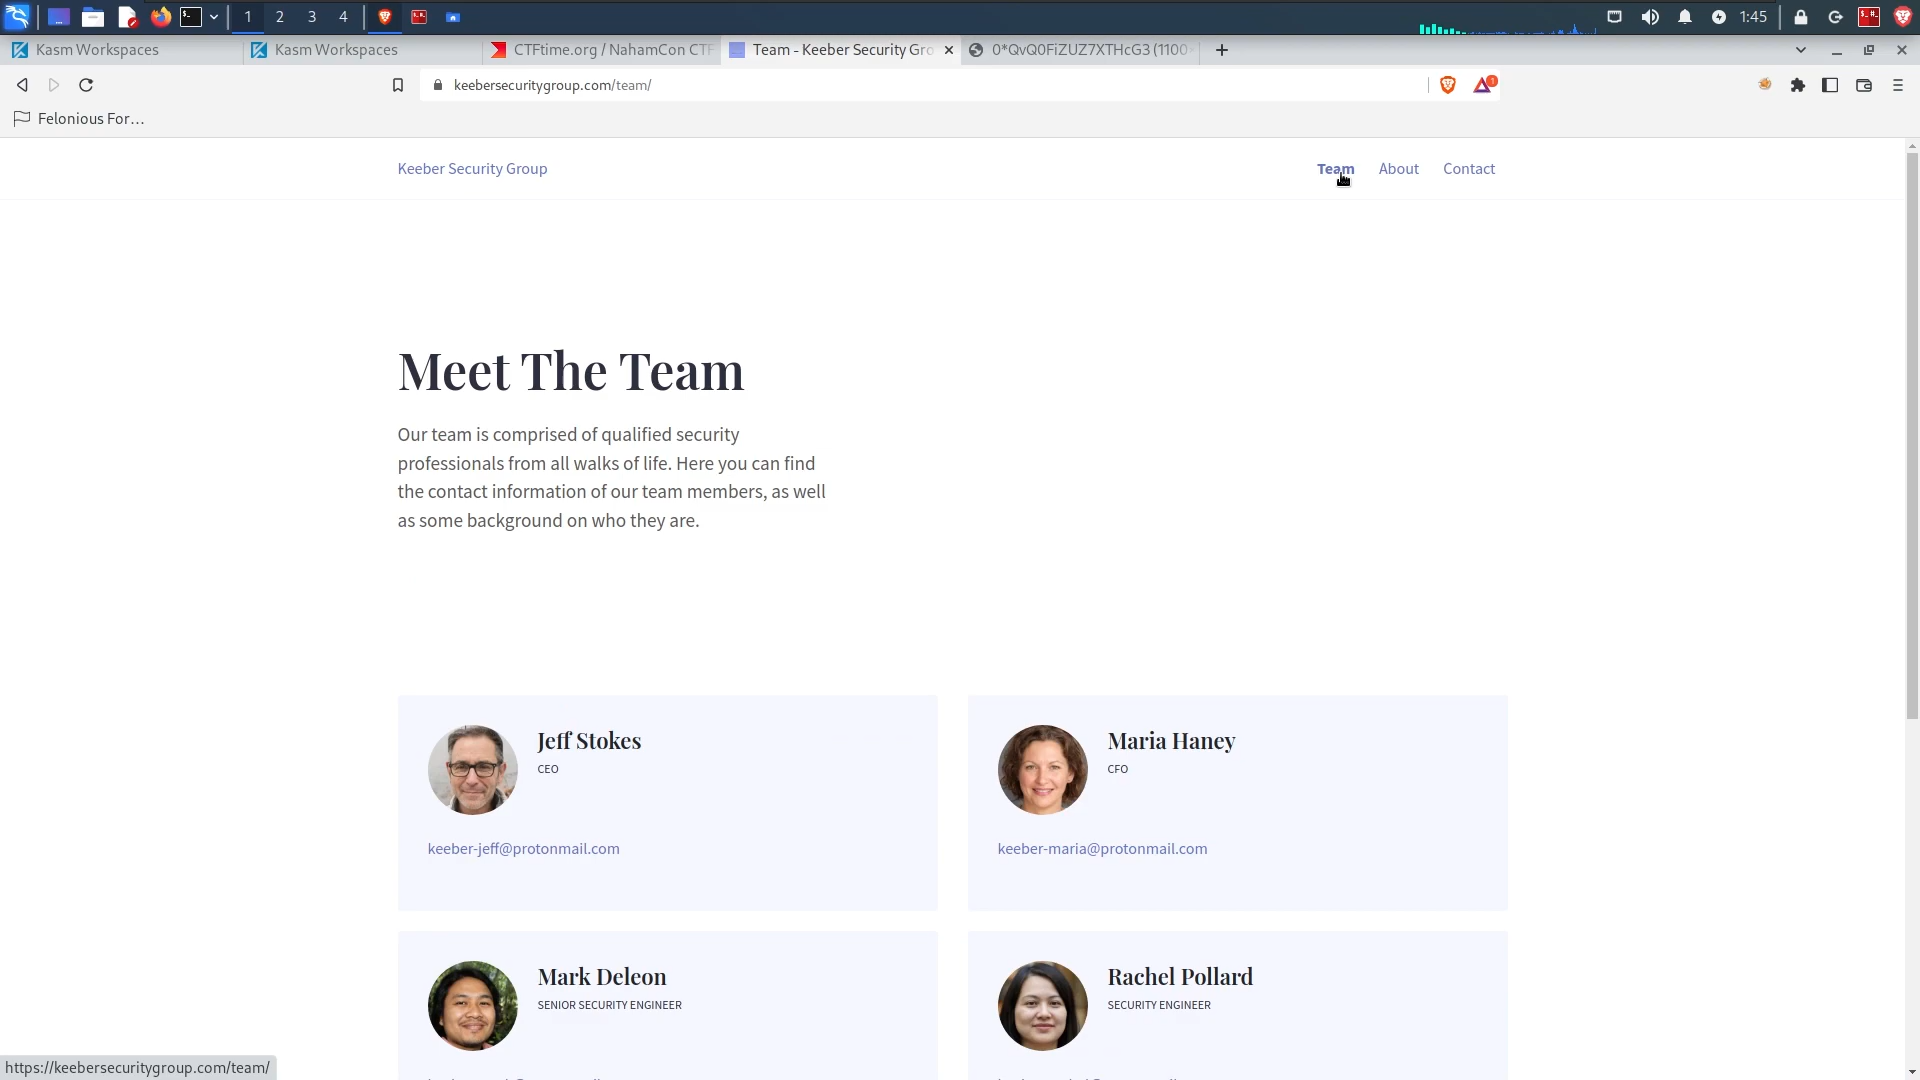 1 2 3 4 1:45
Kasm Workspaces Kasm Workspaces CTFtime.org / NahamCon CTF Team - Keeber Security Gro 0*QvQ0FiZUZ7XTHcG3 (1100
keebersecuritygroup.com/team/ 1
Felonious For...
Keeber Security Group Team About Contact
Meet The Team
Our team is comprised of qualified security
professionals from all walks of life. Here you can find
the contact information of our team members, as well
as some background on who they are.
Jeff Stokes
CEO
keeber-jeff@protonmail.com
Maria Haney
CFO
keeber-maria@protonmail.com
Mark Deleon
SENIOR SECURITY ENGINEER
Rachel Pollard
SECURITY ENGINEER
https://keebersecuritygroup.com/team/